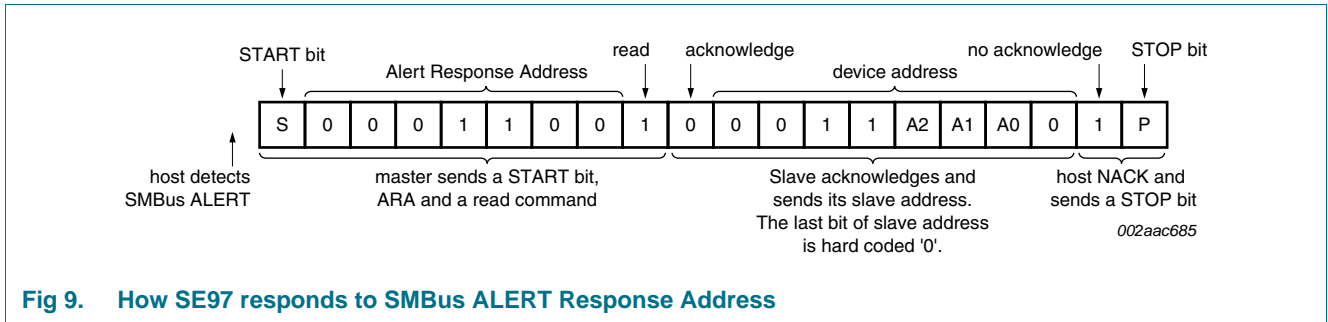 START bit
read
acknowledge
no acknowledge
STOP bit
Alert Response Address
device address
S 0 0 0 1 1 0 0 1 0 0 0 1 1 A2 A1 A0 0 1 P
host detects
SMBus ALERT
master sends a START bit,
ARA and a read command
Slave acknowledges and
sends its slave address.
The last bit of slave address
is hard coded '0'.
host NACK and
sends a STOP bit
002aac685
Fig 9. How SE97 responds to SMBus ALERT Response Address